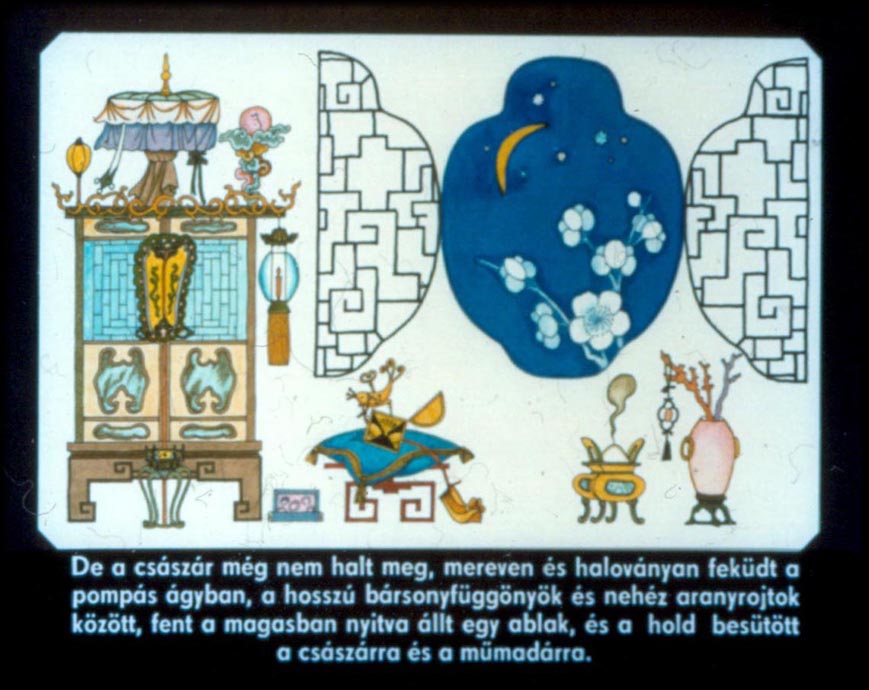 De a császár még nem halt meg, mereven és haloványan feküdt a
pompás ágyban, a hosszú bársonyfüggönyök és nehéz aranyrojtok
között, fent a magasban nyitva állt egy ablak, és a hold besütött
a császárra és a műmadárra.